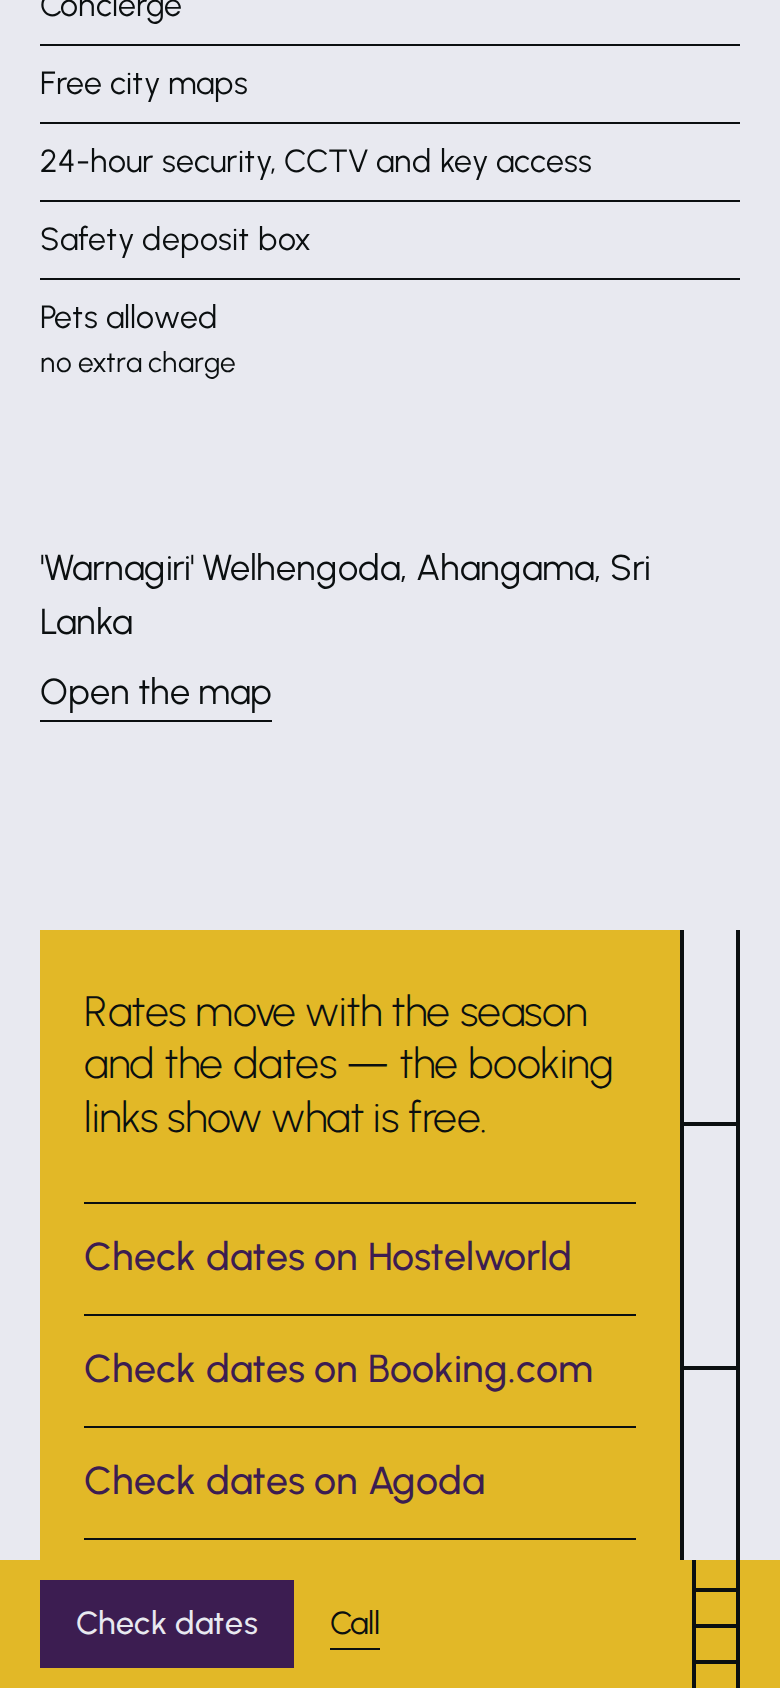 Concierge
Free city maps
24-hour security, CCTV and key access
Safety deposit box
Pets allowed
no extra charge
'Warnagiri' Welhengoda, Ahangama, Sri
Lanka
Open the map
Rates move with the season
and the dates — the booking
links show what is free.
Check dates on Hostelworld
Check dates on Booking.com
Check dates on Agoda
Check dates
Call